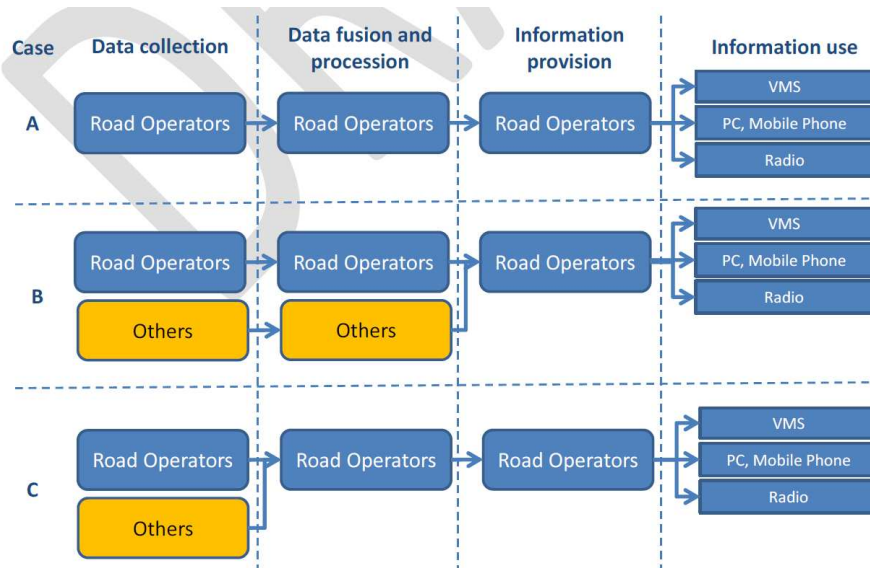 Case
Data collection
Data fusion and
procession
Information
provision
Information use
A
Road Operators
Road Operators
Road Operators
VMS
PC, Mobile Phone
Radio
B
Road Operators
Road Operators
Road Operators
VMS
PC, Mobile Phone
Radio
Others
Others
C
Road Operators
Road Operators
Road Operators
VMS
PC, Mobile Phone
Radio
Others